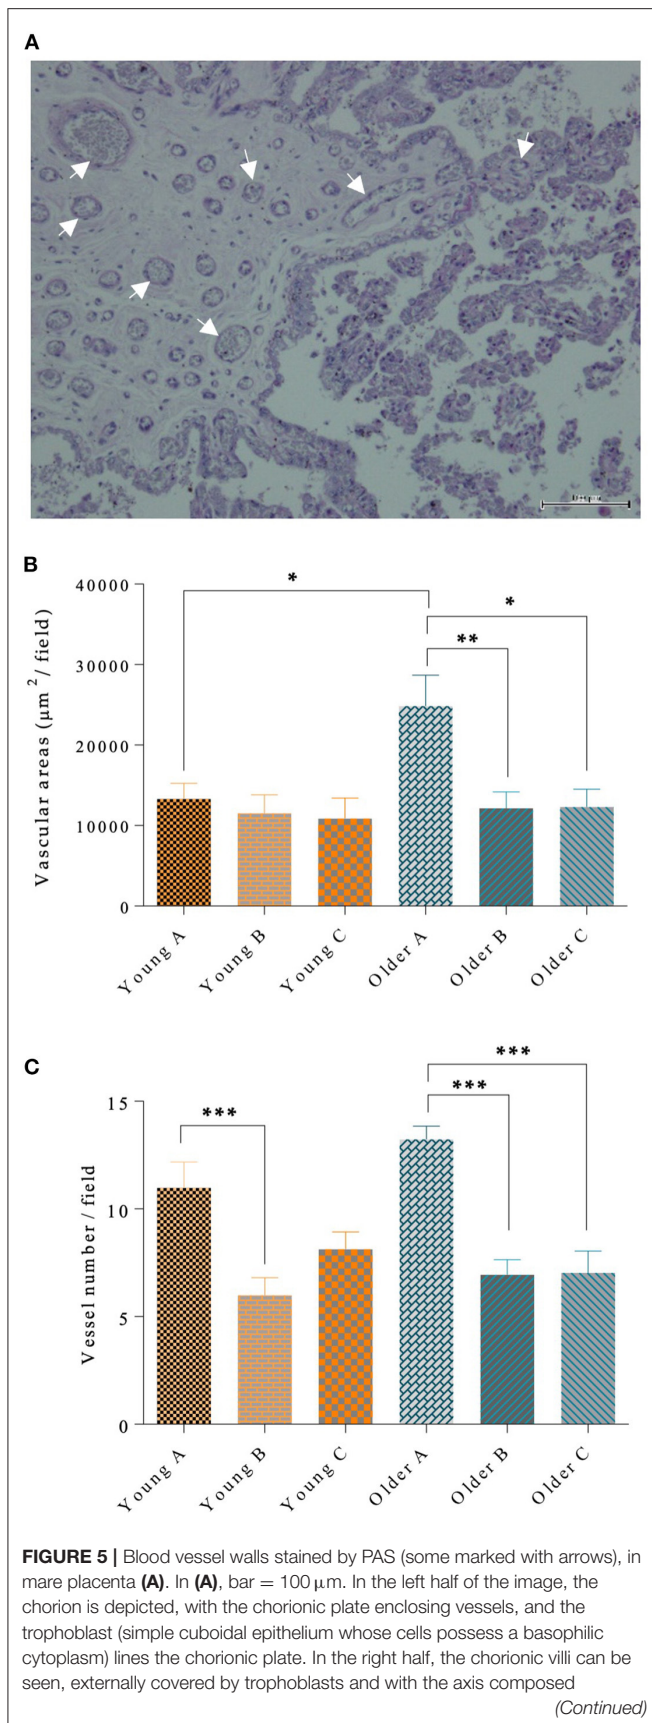 A
100 µm
B
40000
30000
20000
10000
0
Vascular areas (µm²/ field)
*
*
**
Young A
Young B
Young C
Older A
Older B
Older C
C
15
10
5
0
Vessel number / field
***
***
***
Young A
Young B
Young C
Older A
Older B
Older C
FIGURE 5 | Blood vessel walls stained by PAS (some marked with arrows), in
mare placenta (A). In (A), bar = 100 µm. In the left half of the image, the
chorion is depicted, with the chorionic plate enclosing vessels, and the
trophoblast (simple cuboidal epithelium whose cells possess a basophilic
cytoplasm) lines the chorionic plate. In the right half, the chorionic villi can be
seen, externally covered by trophoblasts and with the axis composed
(Continued)